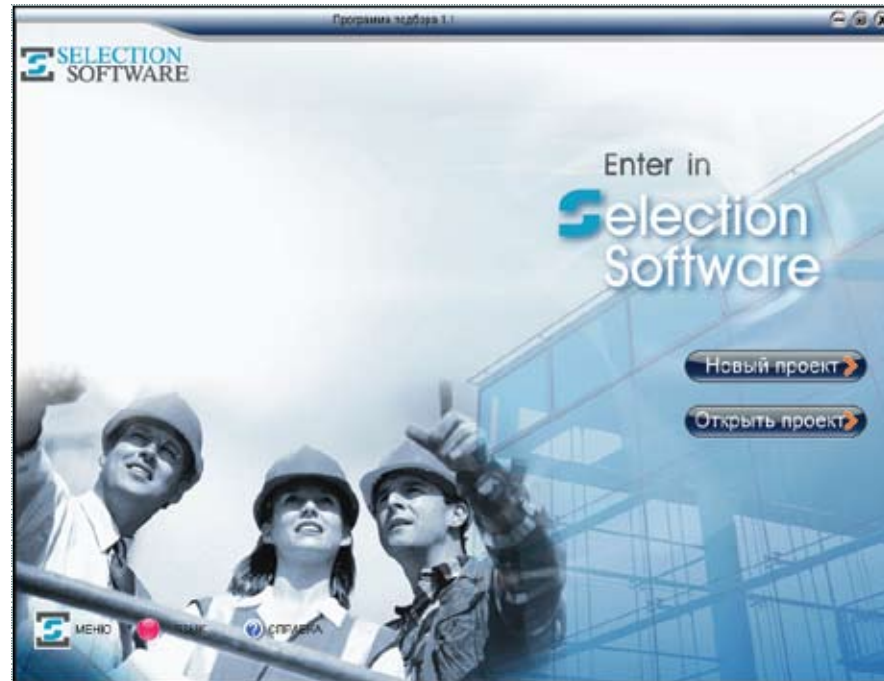 Программа подбора 1.1
SELECTION
SOFTWARE
Enter in
Selection
Software
Новый проект
Открыть проект
МЕНЮ
СПРАВКА